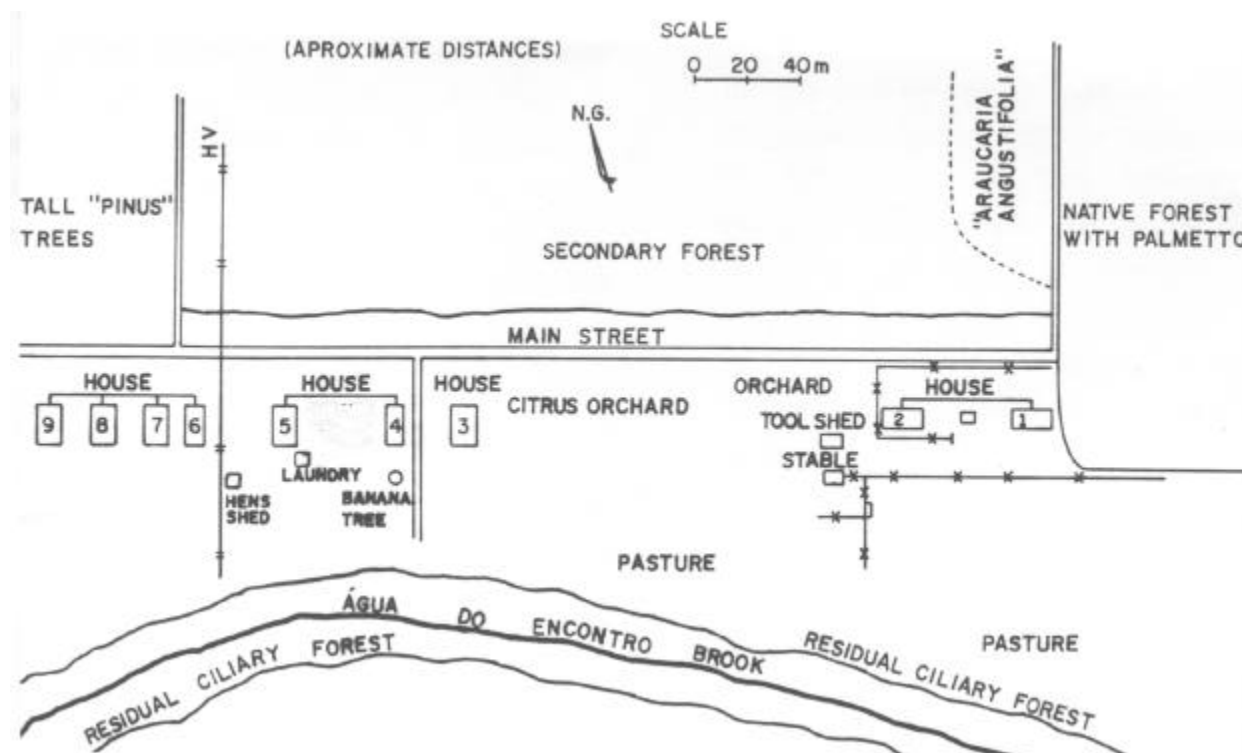 SCALE
(APROXIMATE DISTANCES)
0 20 40 m
N.G.
HV
"ARAUCARIA
ANGUSTIFOLIA"
TALL "PINUS"
TREES
NATIVE FOREST
WITH PALMETTO
SECONDARY FOREST
MAIN STREET
HOUSE
HOUSE
HOUSE
ORCHARD
HOUSE
CITRUS ORCHARD
9 8 7 6 5 4 3
TOOL SHED
2 1
STABLE
LAUNDRY
HENS
SHED
BANANA
TREE
PASTURE
ÁGUA DO ENCONTRO BROOK
RESIDUAL CILIARY FOREST
RESIDUAL CILIARY FOREST
PASTURE